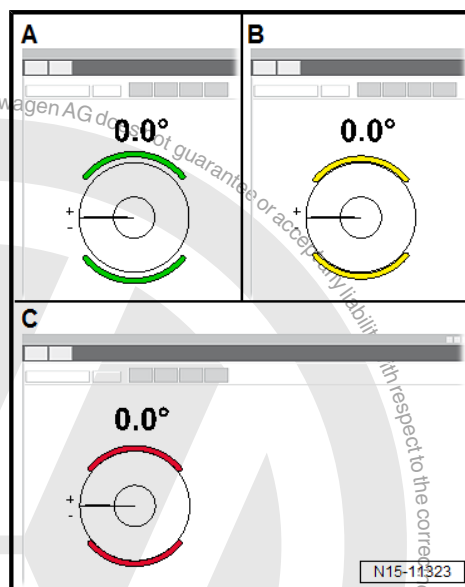 A
B
wagen AG does not guarantee or accept any liability with respect to the correc
0.0°
0.0°
+
-
+
C
0.0°
+
-
N15-11323